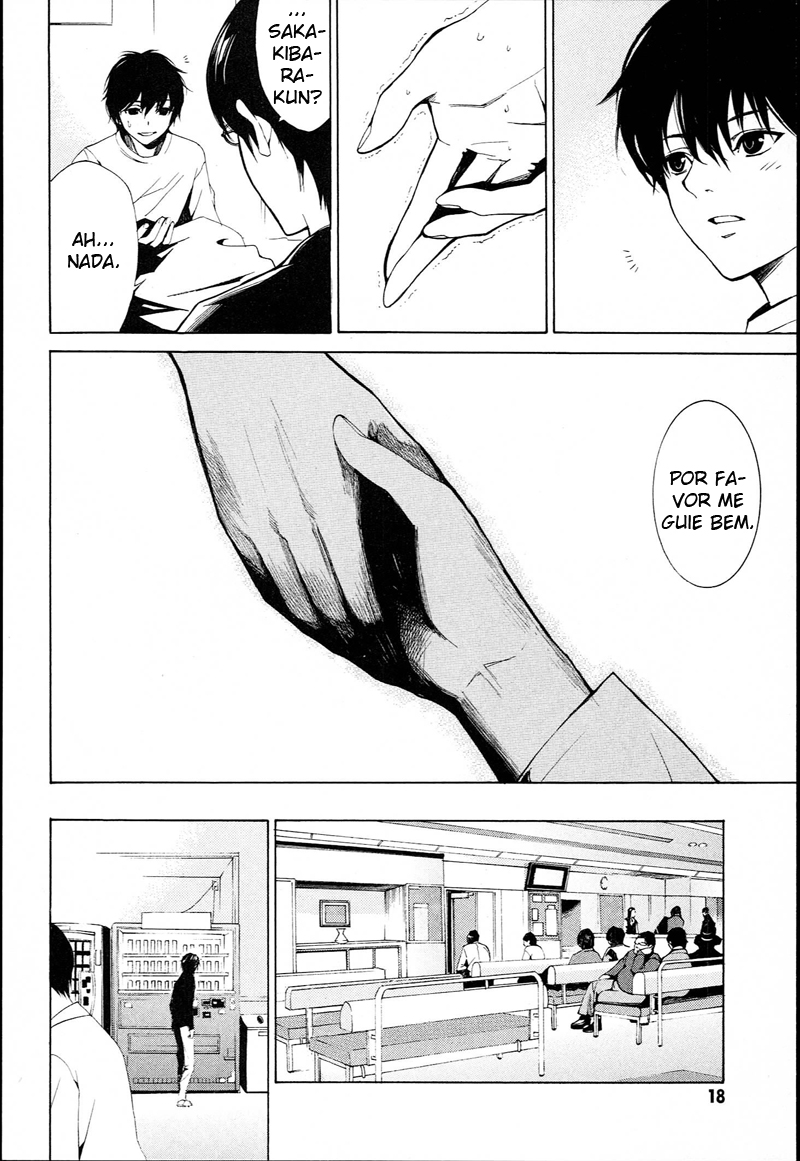 ...
SAKA-
KIBA-
RA-
KUN?
AH...
NADA.
POR FA-
VOR ME
GUIE BEM.
18